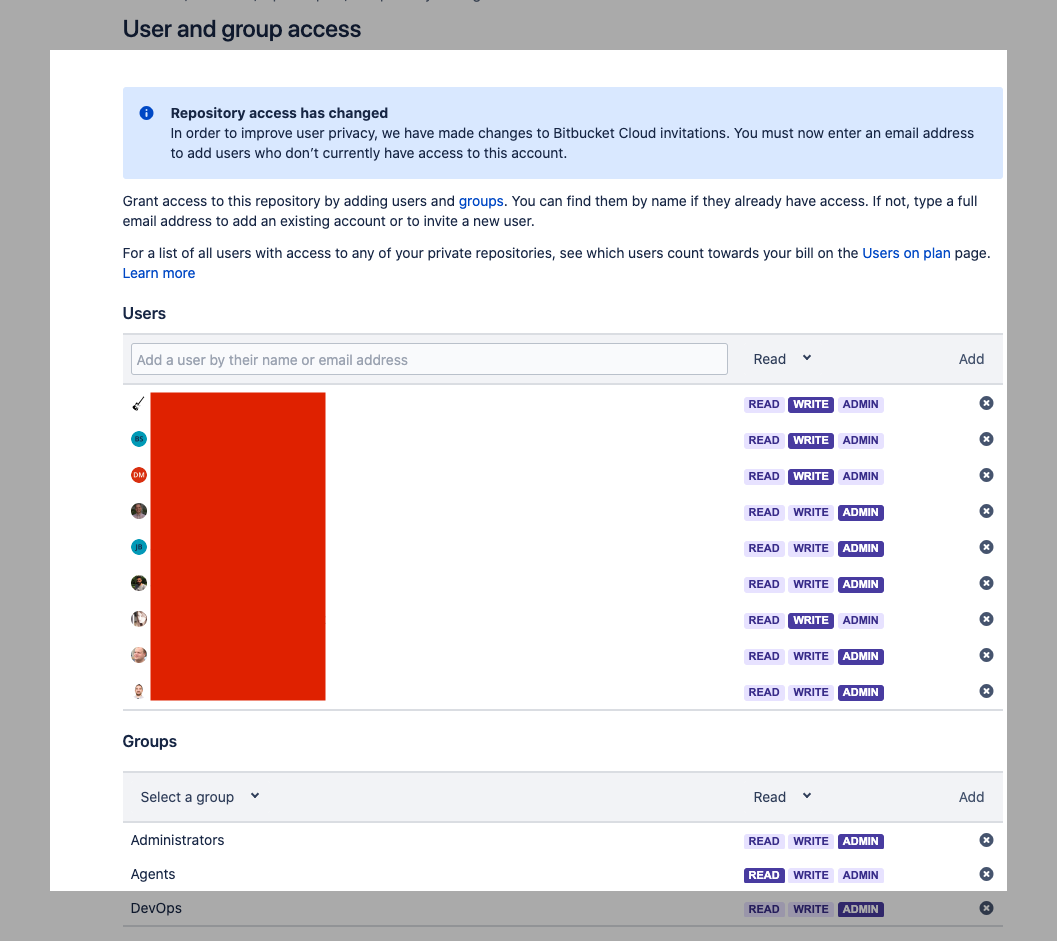 User and group access
Repository access has changed
In order to improve user privacy, we have made changes to Bitbucket Cloud invitations. You must now enter an email address
to add users who don’t currently have access to this account.
Grant access to this repository by adding users and groups. You can find them by name if they already have access. If not, type a full
email address to add an existing account or to invite a new user.
For a list of all users with access to any of your private repositories, see which users count towards your bill on the Users on plan page.
Learn more
Users
Add a user by their name or email address Read Add
READ WRITE ADMIN
BS READ WRITE ADMIN
DM READ WRITE ADMIN
READ WRITE ADMIN
JB READ WRITE ADMIN
READ WRITE ADMIN
READ WRITE ADMIN
READ WRITE ADMIN
READ WRITE ADMIN
Groups
Select a group Read Add
Administrators READ WRITE ADMIN
Agents READ WRITE ADMIN
DevOps READ WRITE ADMIN